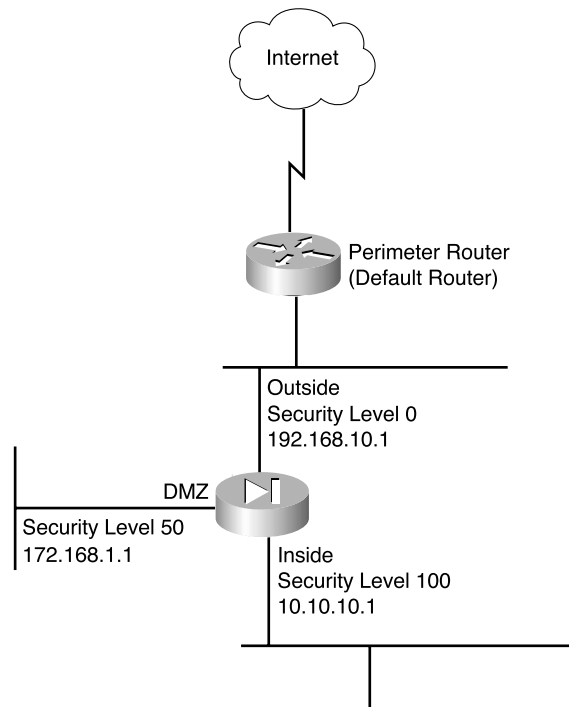 Internet
Perimeter Router
(Default Router)
Outside
Security Level 0
192.168.10.1
DMZ
Security Level 50
172.168.1.1
Inside
Security Level 100
10.10.10.1